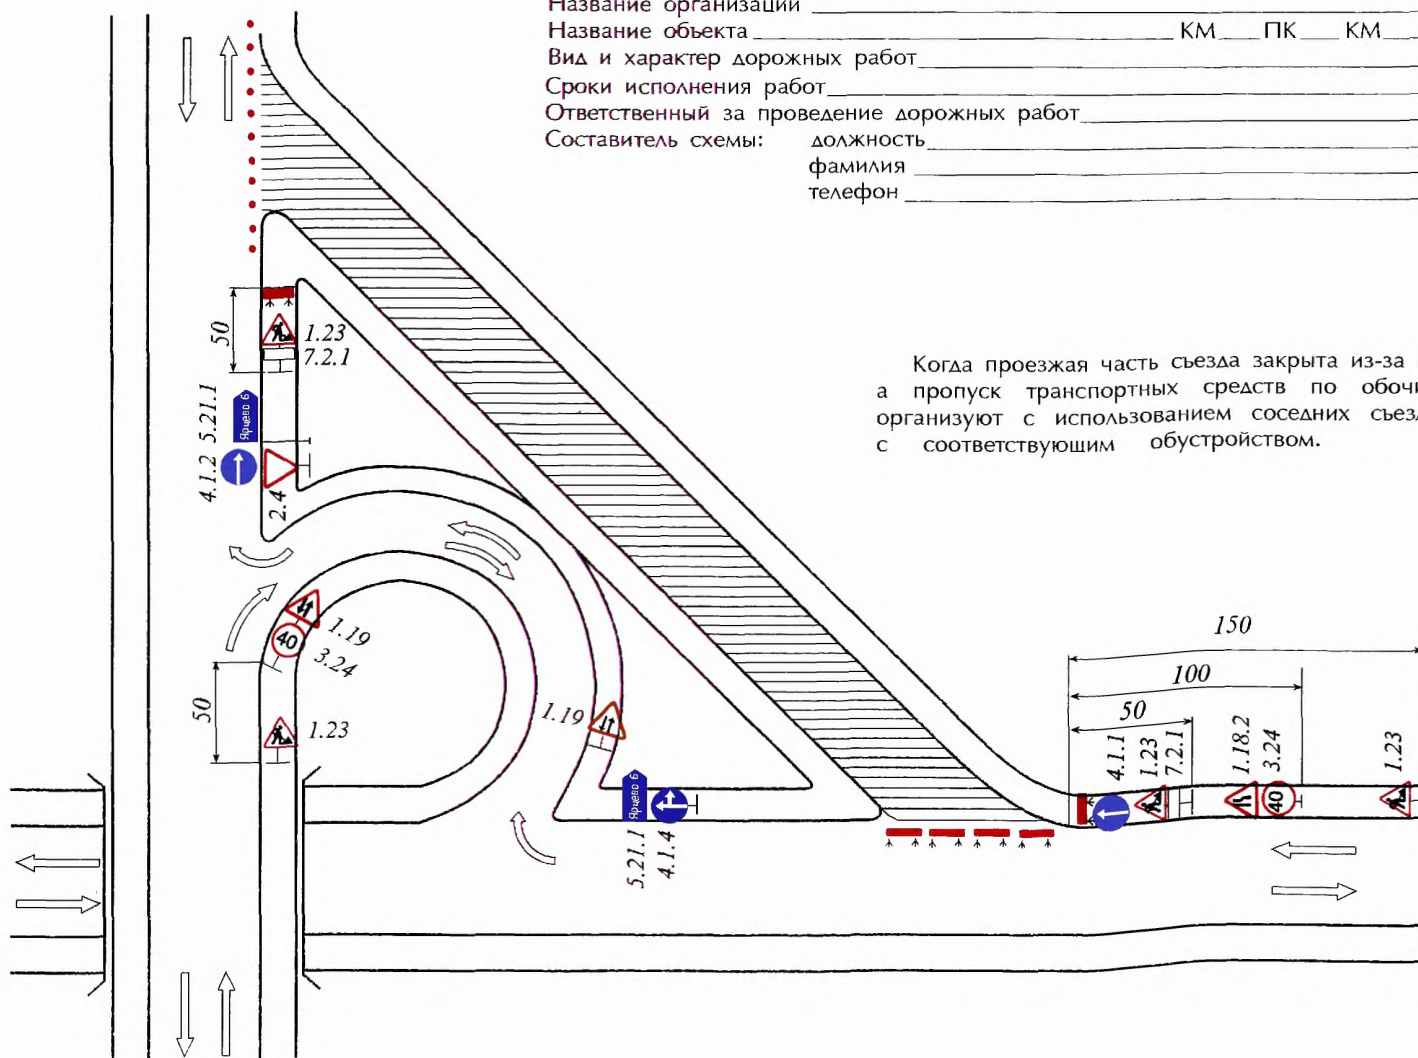 Название организации
Название объекта КМ ПК КМ
Вид и характер дорожных работ
Сроки исполнения работ
Ответственный за проведение дорожных работ
Составитель схемы: должность
фамилия
телефон
Когда проезжая часть съезда закрыта из-за
а пропуск транспортных средств по обочи
организуют с использованием соседних съезд
с соответствующим обустройством.
50
1.23
7.2.1
5.21.1
4.1.2
Ярцево 6
2.4
40
1.19
3.24
50
1.23
1.19
Ярцево 6
5.21.1
4.1.4
150
100
50
4.1.1
1.23
7.2.1
1.18.2
3.24
1.23
40